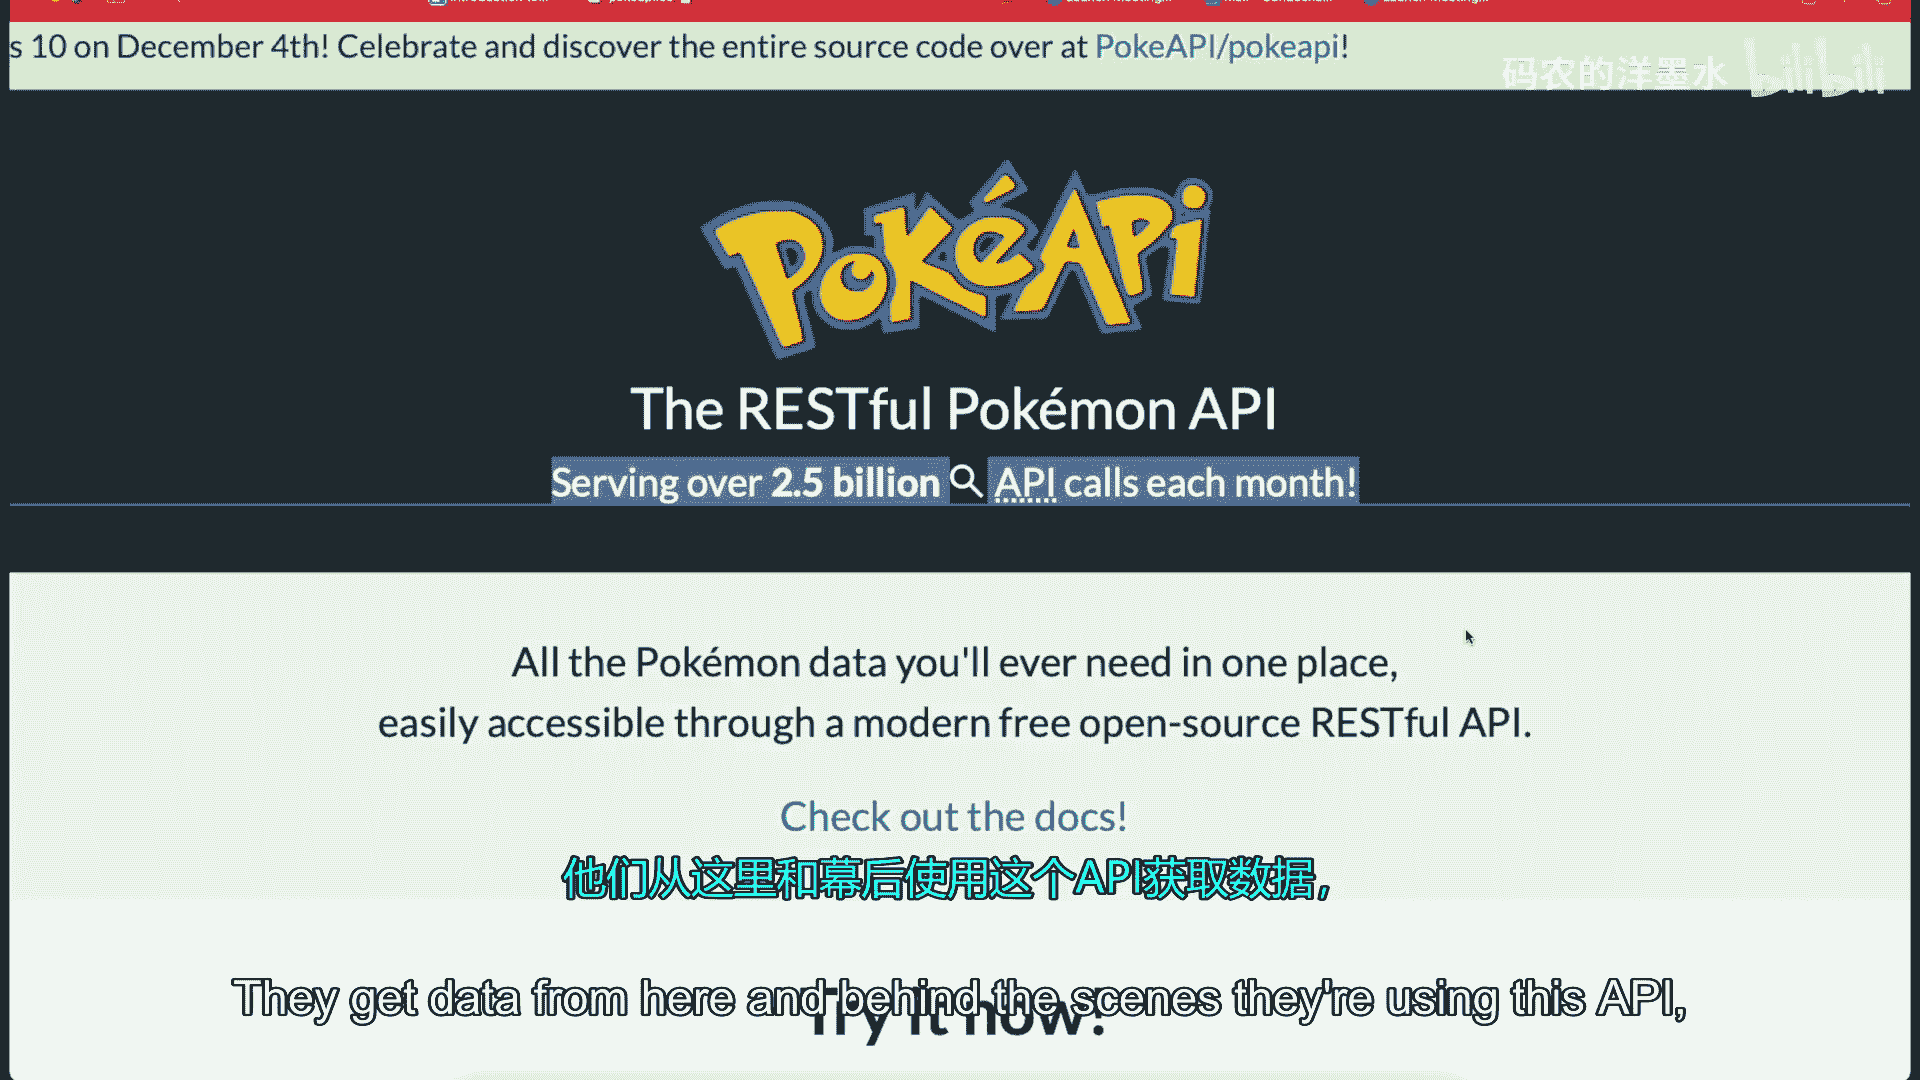 s 10 on December 4th! Celebrate and discover the entire source code over at PokeAPI/pokeapi!
码农的洋墨水 bilibili
PokéAPi
The RESTful Pokémon API
Serving over 2.5 billion API calls each month!
All the Pokémon data you'll ever need in one place,
easily accessible through a modern free open-source RESTful API.
Check out the docs!
他们从这里和幕后使用这个API获取数据，
They get data from here and behind the scenes they're using this API,
Try it now!